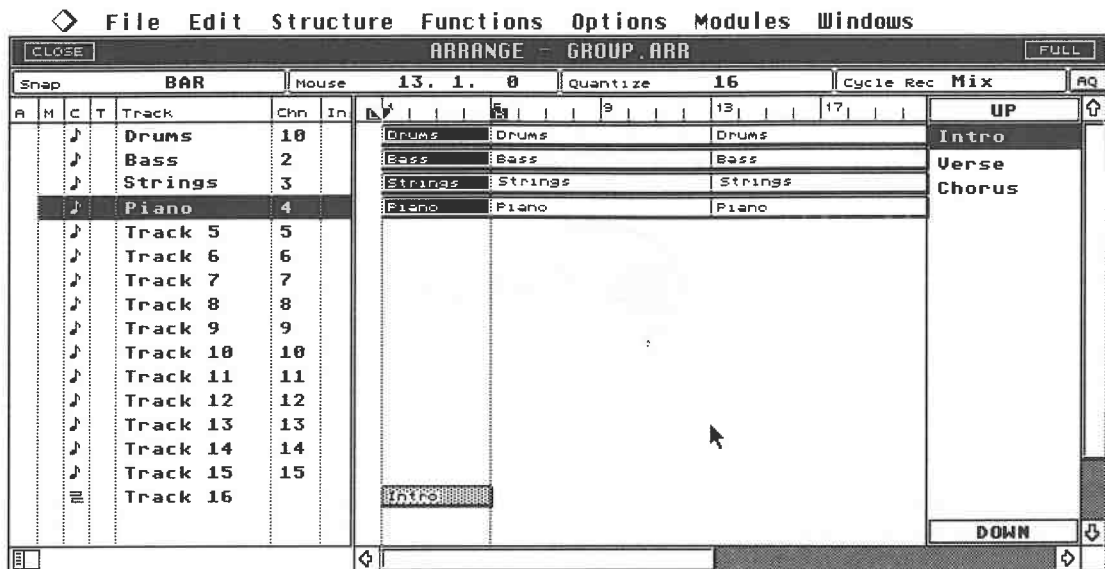 File Edit Structure Functions Options Modules Windows
CLOSE ARRANGE - GROUP.ARR FULL
Snap BAR Mouse 13. 1. 0 Quantize 16 Cycle Rec Mix AQ
A M C T Track Chn In 1 5 9 13 17 UP
Drums 10 Drums Drums Drums Intro
Bass 2 Bass Bass Bass Verse
Strings 3 Strings Strings Strings Chorus
Piano 4 Piano Piano Piano
Track 5 5
Track 6 6
Track 7 7
Track 8 8
Track 9 9
Track 10 10
Track 11 11
Track 12 12
Track 13 13
Track 14 14
Track 15 15
Track 16 Intro
DOWN